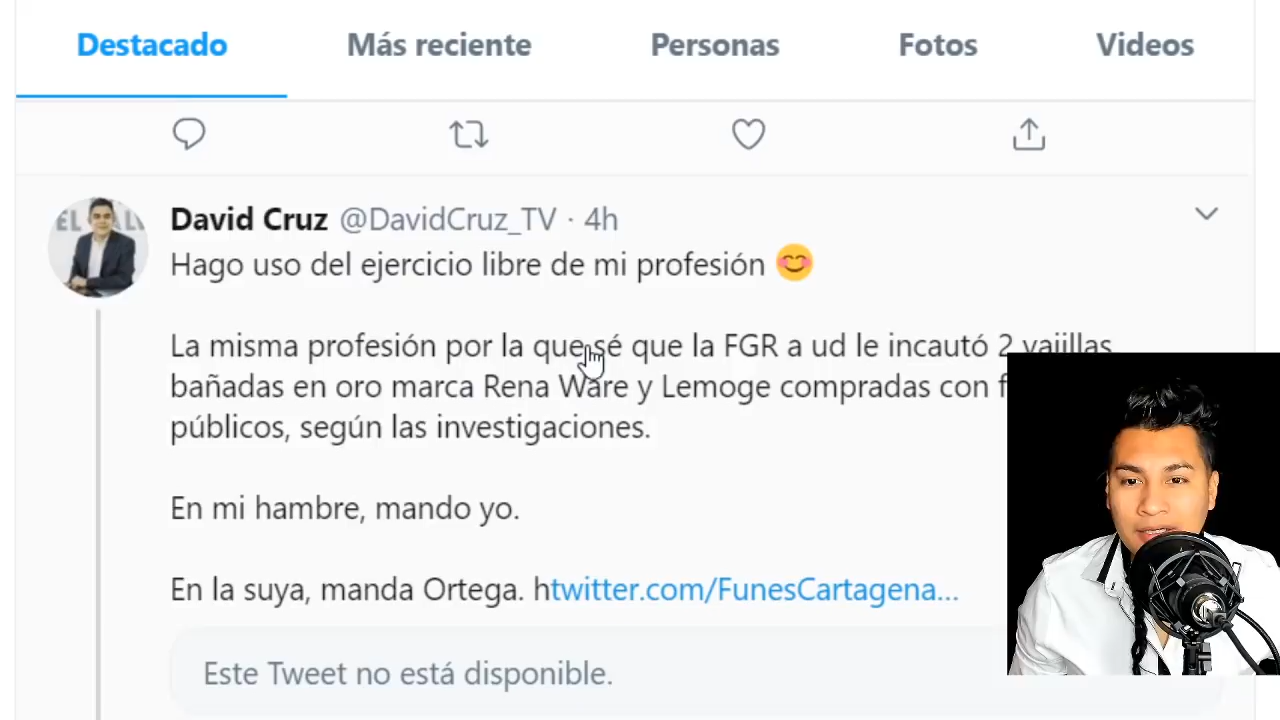 Destacado Más reciente Personas Fotos Videos
David Cruz @DavidCruz_TV · 4h
Hago uso del ejercicio libre de mi profesión 😊
La misma profesión por la que sé que la FGR a ud le incautó 2 vajillas
bañadas en oro marca Rena Ware y Lemoge compradas con
públicos, según las investigaciones.
En mi hambre, mando yo.
En la suya, manda Ortega. htwitter.com/FunesCartagena...
Este Tweet no está disponible.